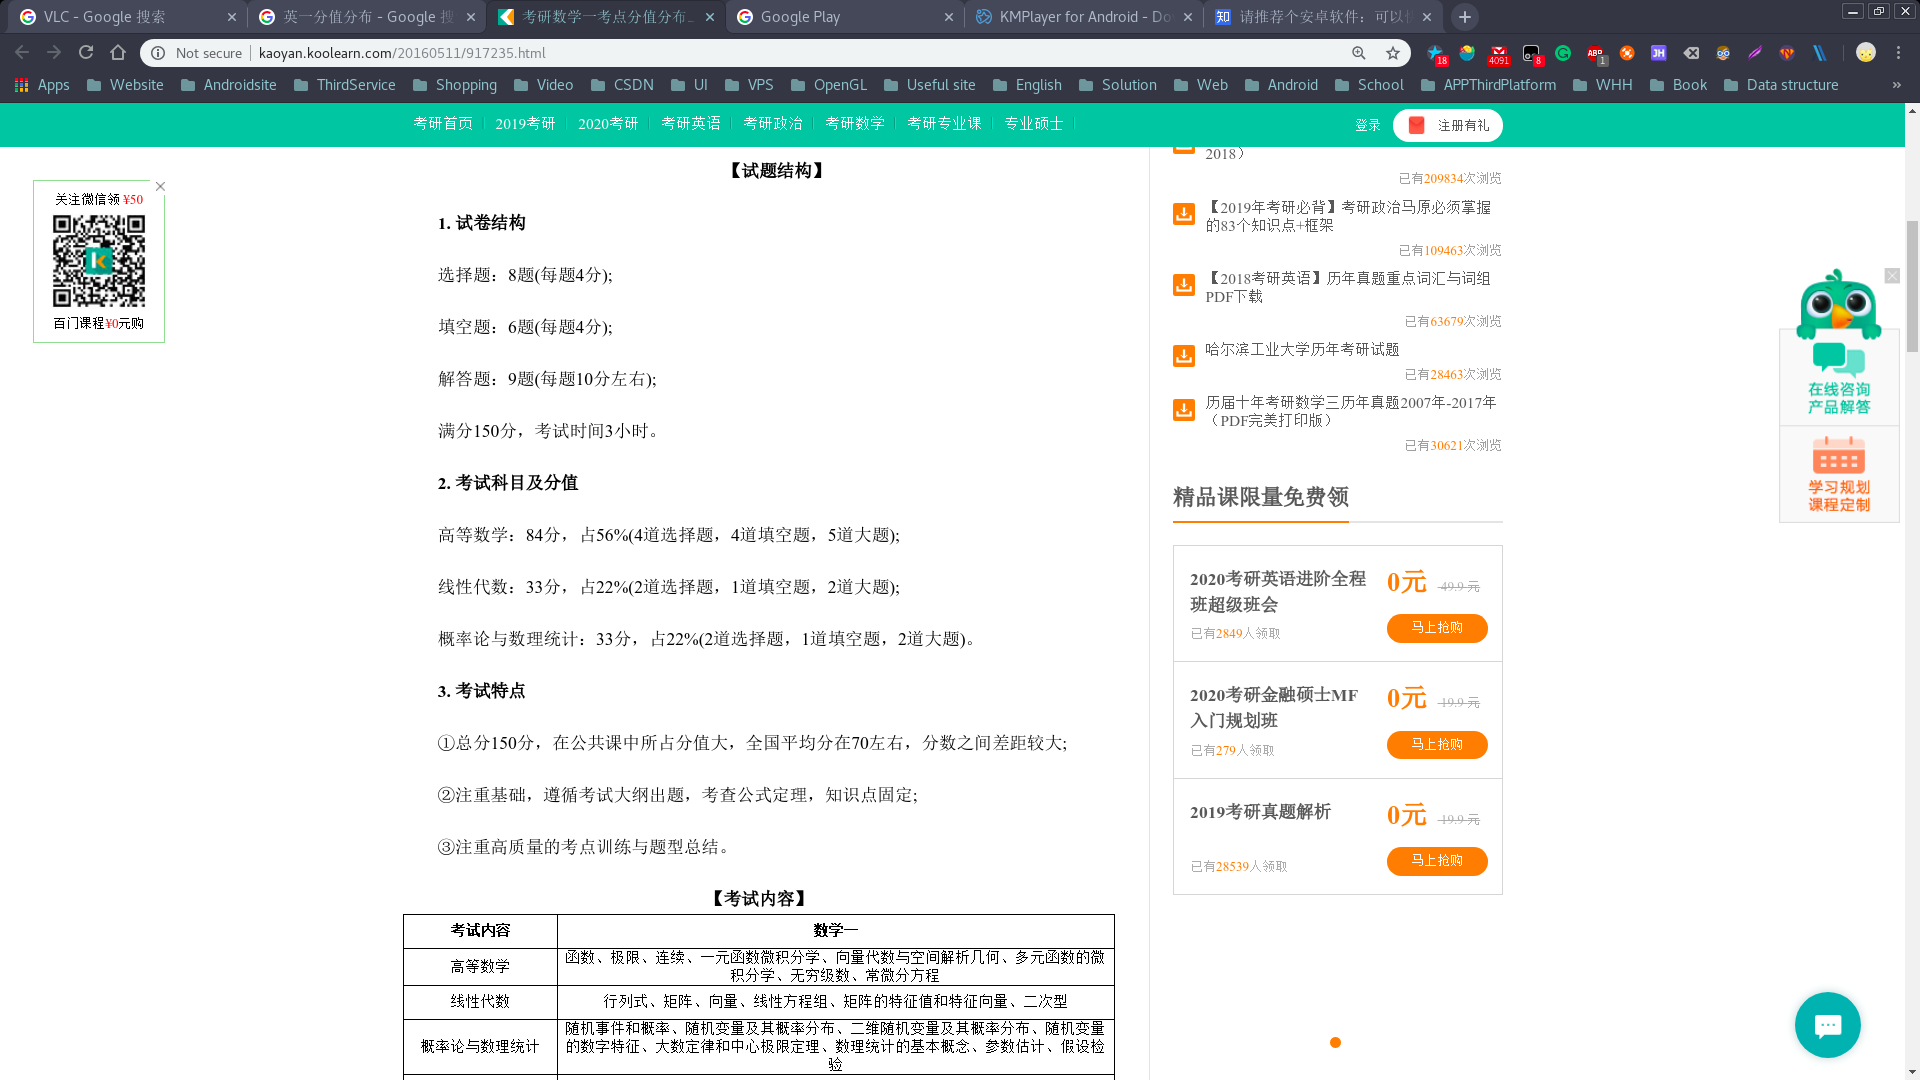 VLC - Google 搜索
英一分值分布 - Google 搜
考研数学一考点分值分布_
Google Play
KMPlayer for Android - Do
请推荐个安卓软件：可以
Not secure
kaoyan.koolearn.com/20160511/917235.html
18
4091
8
ABP
1
JH
Apps
Website
Androidsite
ThirdService
Shopping
Video
CSDN
UI
VPS
OpenGL
Useful site
English
Solution
Web
Android
School
APPThirdPlatform
WHH
Book
Data structure
»
考研首页
2019考研
2020考研
考研英语
考研政治
考研数学
考研专业课
专业硕士
登录
注册有礼
关注微信领 ¥50
百门课程¥0元购
【试题结构】
1. 试卷结构
选择题：8题(每题4分);
填空题：6题(每题4分);
解答题：9题(每题10分左右);
满分150分，考试时间3小时。
2. 考试科目及分值
高等数学：84分，占56%(4道选择题，4道填空题，5道大题);
线性代数：33分，占22%(2道选择题，1道填空题，2道大题);
概率论与数理统计：33分，占22%(2道选择题，1道填空题，2道大题)。
3. 考试特点
①总分150分，在公共课中所占分值大，全国平均分在70左右，分数之间差距较大;
②注重基础，遵循考试大纲出题，考查公式定理，知识点固定;
③注重高质量的考点训练与题型总结。
【考试内容】
考试内容
数学一
高等数学
函数、极限、连续、一元函数微积分学、向量代数与空间解析几何、多元函数的微
积分学、无穷级数、常微分方程
线性代数
行列式、矩阵、向量、线性方程组、矩阵的特征值和特征向量、二次型
概率论与数理统计
随机事件和概率、随机变量及其概率分布、二维随机变量及其概率分布、随机变量
的数字特征、大数定律和中心极限定理、数理统计的基本概念、参数估计、假设检
验
2018）
已有209834次浏览
【2019年考研必背】考研政治马原必须掌握
的83个知识点+框架
已有109463次浏览
【2018考研英语】历年真题重点词汇与词组
PDF下载
已有63679次浏览
哈尔滨工业大学历年考研试题
已有28463次浏览
历届十年考研数学三历年真题2007年-2017年
（PDF完美打印版）
已有30621次浏览
精品课限量免费领
2020考研英语进阶全程
班超级班会
0元
49.9 元
已有2849人领取
马上抢购
2020考研金融硕士MF
入门规划班
0元
19.9 元
已有279人领取
马上抢购
2019考研真题解析
0元
19.9 元
已有28539人领取
马上抢购
在线咨询
产品解答
学习规划
课程定制